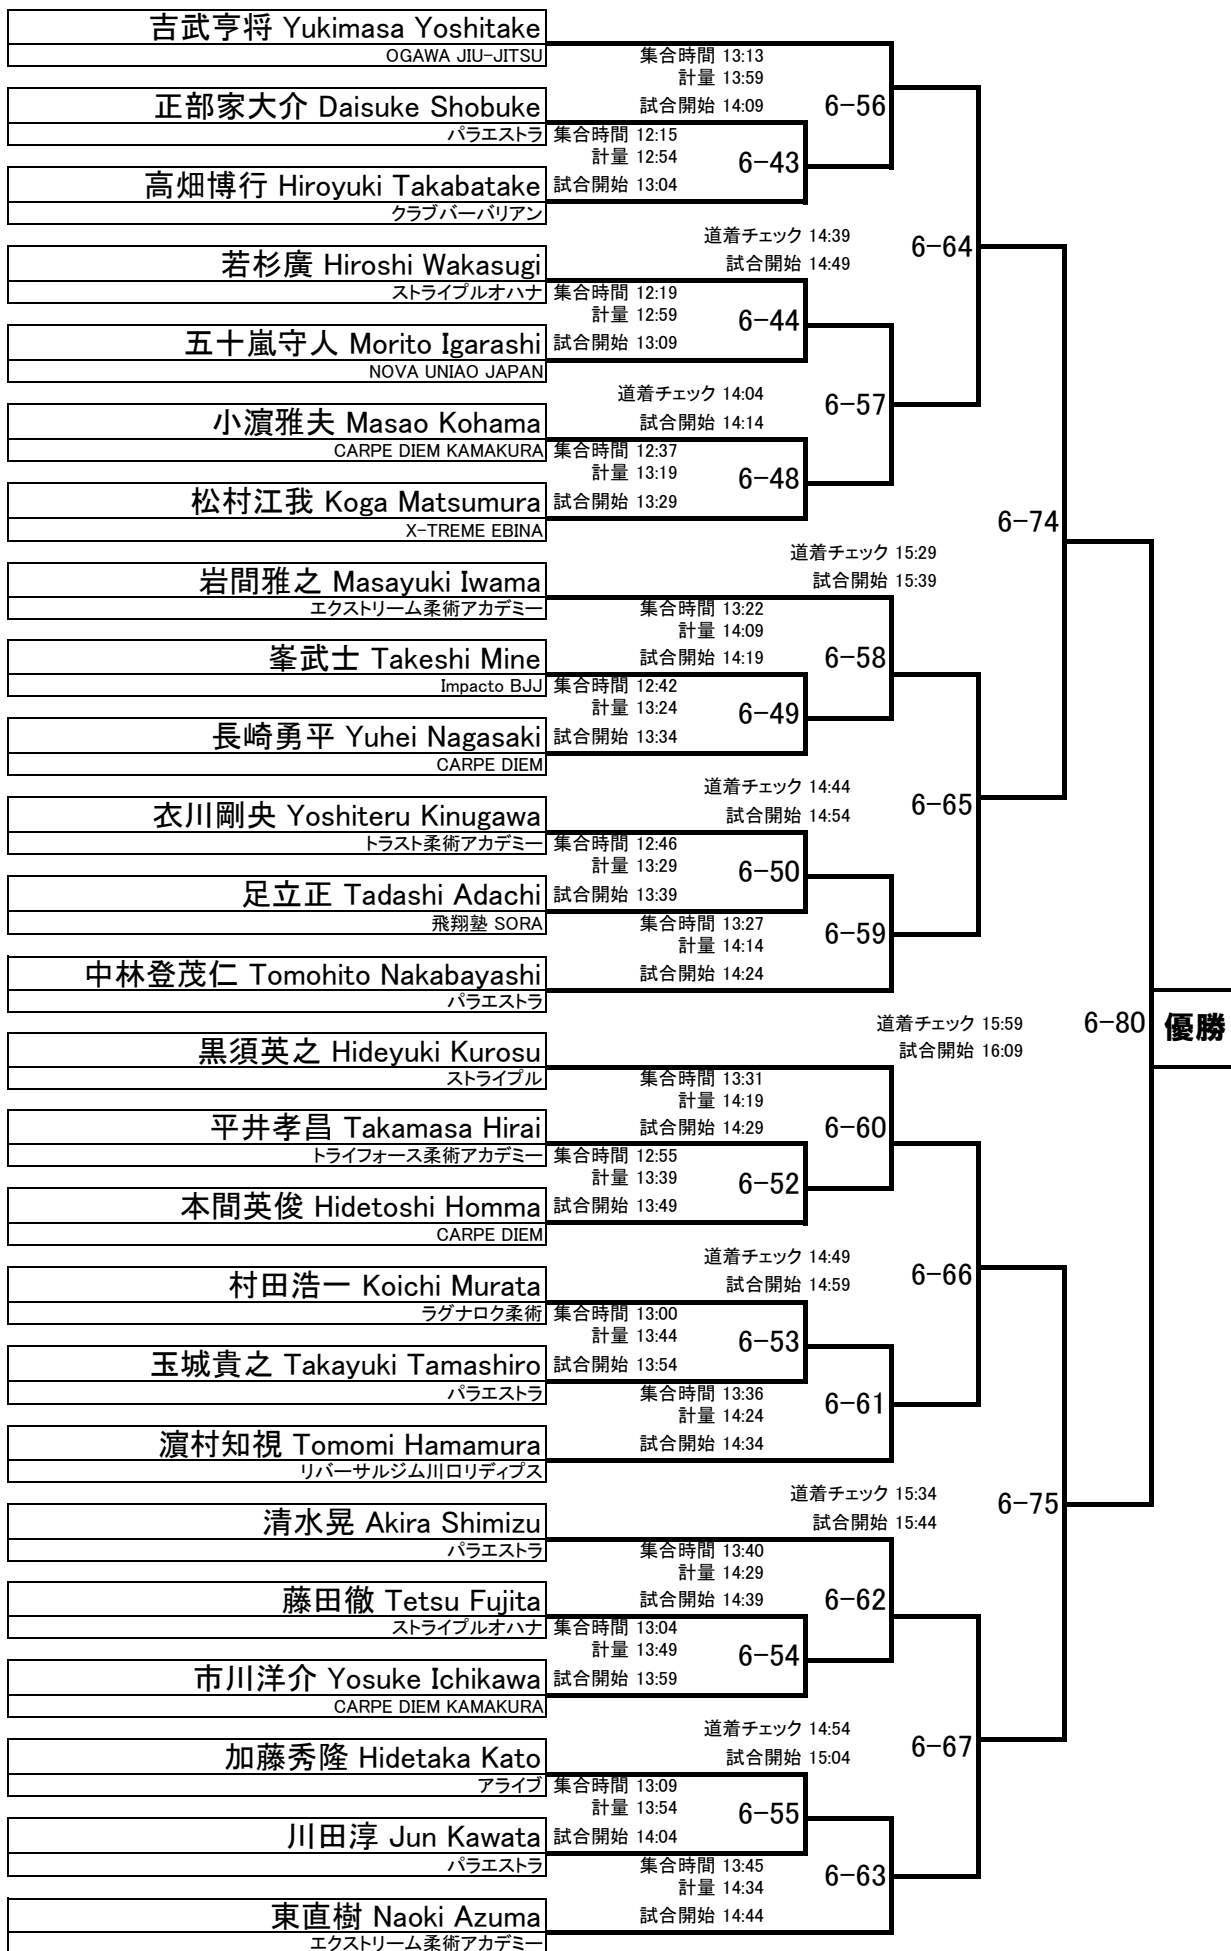 吉武亨将 Yukimasa Yoshitake
OGAWA JIU-JITSU
集合時間 13:13
計量 13:59
試合開始 14:09
6-56
正部家大介 Daisuke Shobuke
パラエストラ
集合時間 12:15
計量 12:54
試合開始 13:04
6-43
高畑博行 Hiroyuki Takabatake
クラブバーバリアン
道着チェック 14:39
試合開始 14:49
6-64
若杉廣 Hiroshi Wakasugi
ストライプルオハナ
集合時間 12:19
計量 12:59
試合開始 13:09
6-44
五十嵐守人 Morito Igarashi
NOVA UNIAO JAPAN
道着チェック 14:04
試合開始 14:14
6-57
小濵雅夫 Masao Kohama
CARPE DIEM KAMAKURA
集合時間 12:37
計量 13:19
試合開始 13:29
6-48
松村江我 Koga Matsumura
X-TREME EBINA
6-74
道着チェック 15:29
試合開始 15:39
岩間雅之 Masayuki Iwama
エクストリーム柔術アカデミー
集合時間 13:22
計量 14:09
試合開始 14:19
6-58
峯武士 Takeshi Mine
Impacto BJJ
集合時間 12:42
計量 13:24
試合開始 13:34
6-49
長崎勇平 Yuhei Nagasaki
CARPE DIEM
道着チェック 14:44
試合開始 14:54
6-65
衣川剛央 Yoshiteru Kinugawa
トラスト柔術アカデミー
集合時間 12:46
計量 13:29
試合開始 13:39
6-50
足立正 Tadashi Adachi
飛翔塾 SORA
集合時間 13:27
計量 14:14
試合開始 14:24
6-59
中林登茂仁 Tomohito Nakabayashi
パラエストラ
道着チェック 15:59
試合開始 16:09
6-80
優勝
黒須英之 Hideyuki Kurosu
ストライプル
集合時間 13:31
計量 14:19
試合開始 14:29
6-60
平井孝昌 Takamasa Hirai
トライフォース柔術アカデミー
集合時間 12:55
計量 13:39
試合開始 13:49
6-52
本間英俊 Hidetoshi Homma
CARPE DIEM
道着チェック 14:49
試合開始 14:59
6-66
村田浩一 Koichi Murata
ラグナロク柔術
集合時間 13:00
計量 13:44
試合開始 13:54
6-53
玉城貴之 Takayuki Tamashiro
パラエストラ
集合時間 13:36
計量 14:24
試合開始 14:34
6-61
濵村知視 Tomomi Hamamura
リバーサルジム川口リディプス
道着チェック 15:34
試合開始 15:44
6-75
清水晃 Akira Shimizu
パラエストラ
集合時間 13:40
計量 14:29
試合開始 14:39
6-62
藤田徹 Tetsu Fujita
ストライプルオハナ
集合時間 13:04
計量 13:49
試合開始 13:59
6-54
市川洋介 Yosuke Ichikawa
CARPE DIEM KAMAKURA
道着チェック 14:54
試合開始 15:04
6-67
加藤秀隆 Hidetaka Kato
アライブ
集合時間 13:09
計量 13:54
試合開始 14:04
6-55
川田淳 Jun Kawata
パラエストラ
集合時間 13:45
計量 14:34
試合開始 14:44
6-63
東直樹 Naoki Azuma
エクストリーム柔術アカデミー